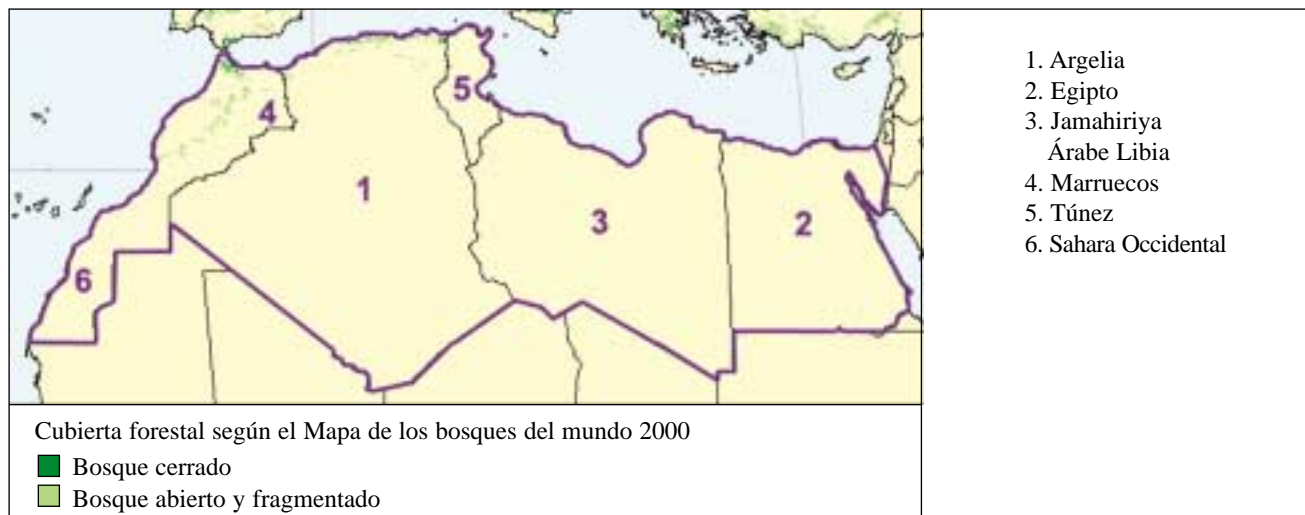 5
4
1
3
2
6
Cubierta forestal según el Mapa de los bosques del mundo 2000
Bosque cerrado
Bosque abierto y fragmentado
1. Argelia
2. Egipto
3. Jamahiriya
Árabe Libia
4. Marruecos
5. Túnez
6. Sahara Occidental